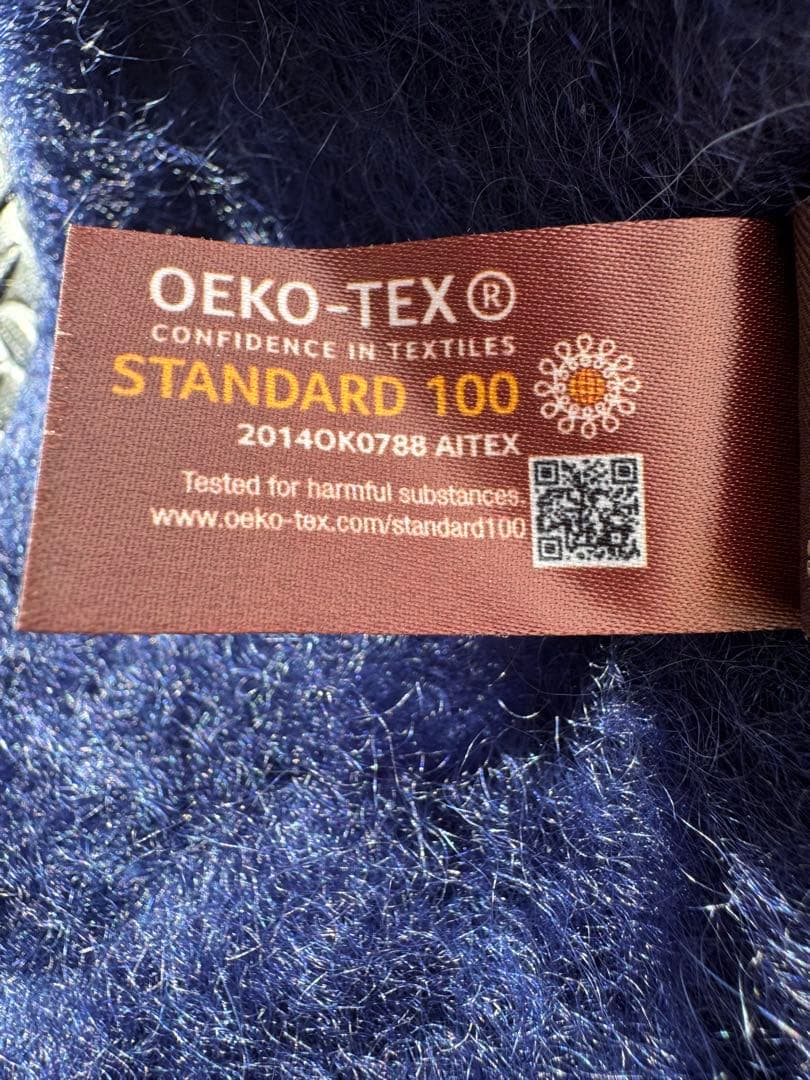 OEKO-TEX®
CONFIDENCE IN TEXTILES
STANDARD 100
2014OK0788 AITEX
Tested for harmful substances.
www.oeko-tex.com/standard100